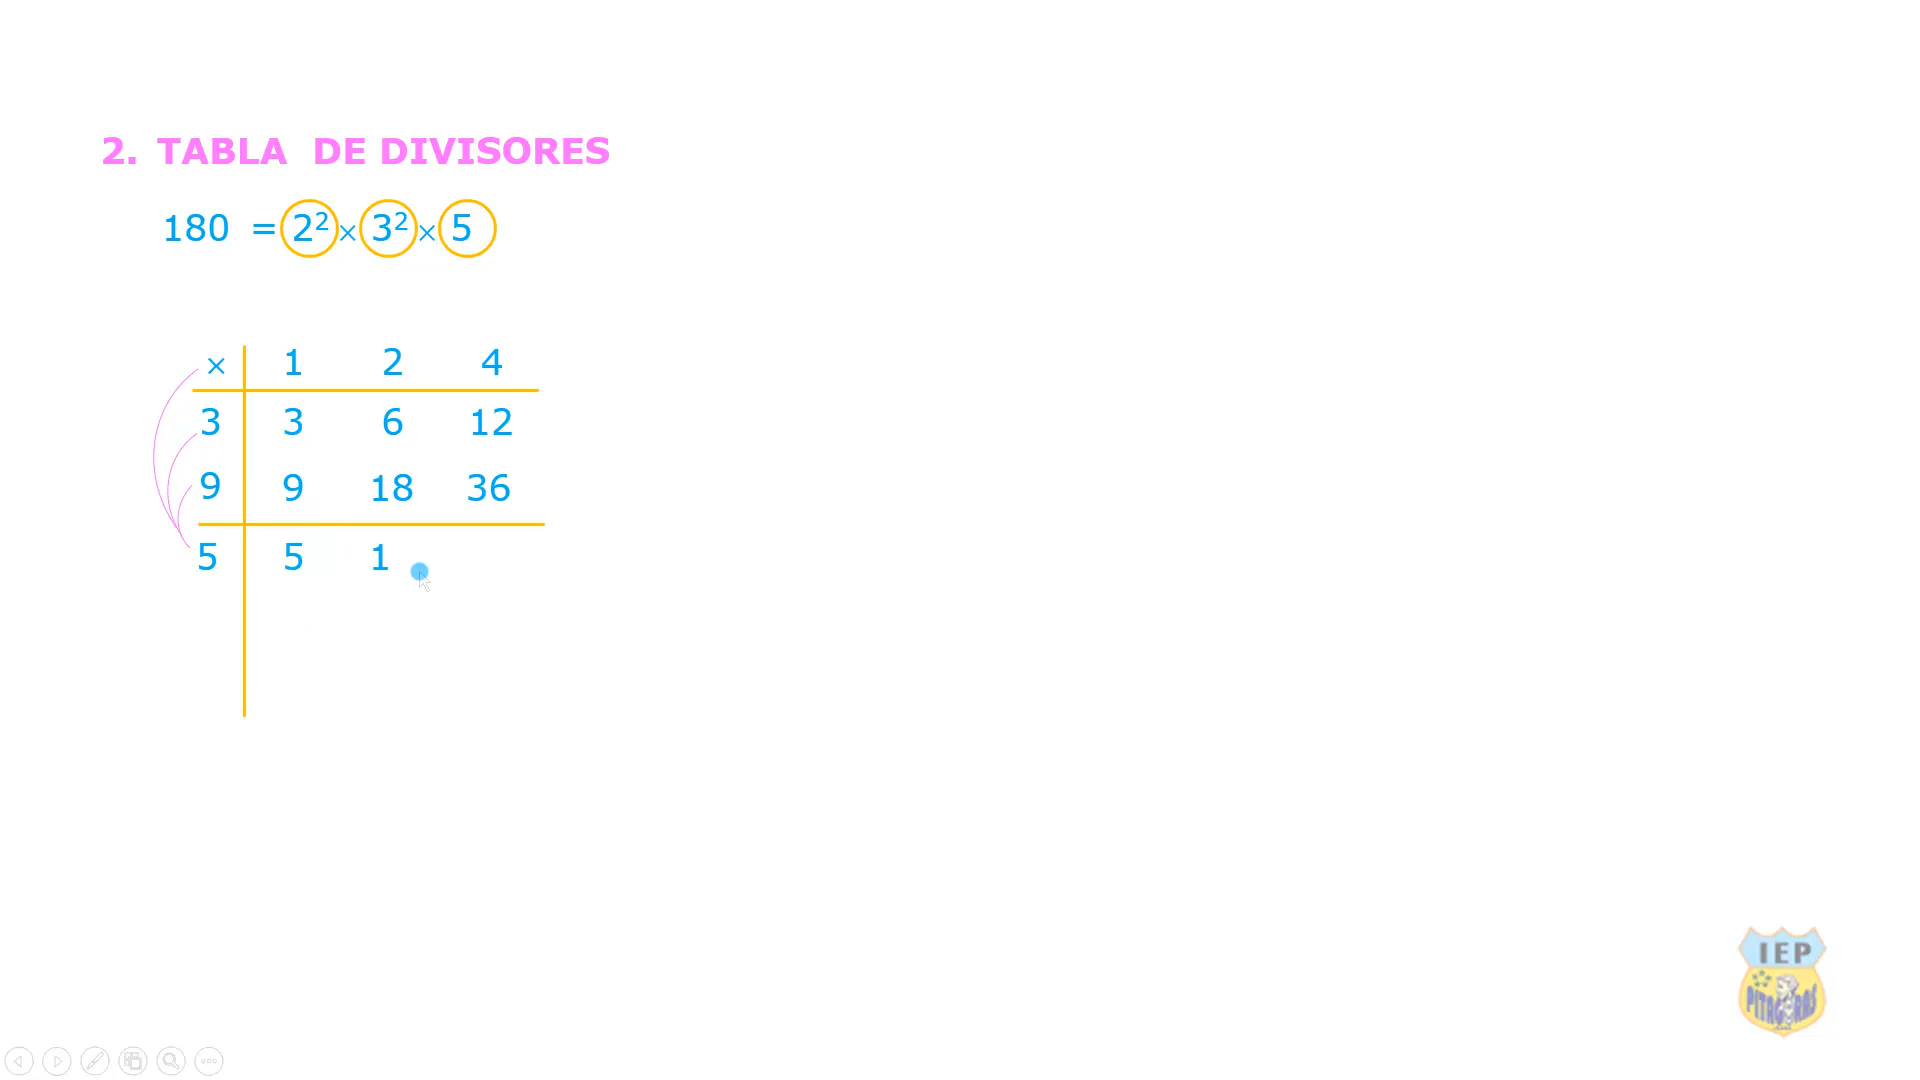 2. TABLA DE DIVISORES
180 = 2² × 3² × 5
× 1 2 4
3 3 6 12
9 9 18 36
5 5 1
IEP
PITAGORAS